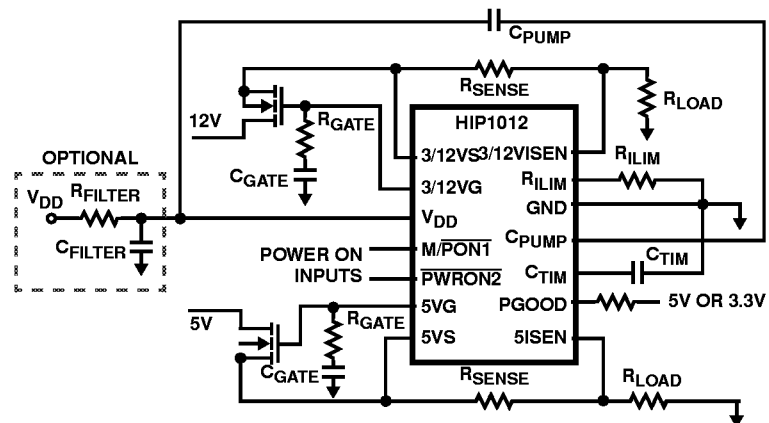 CPUMP
RSENSE
RLOAD
12V
RGATE
HIP1012
OPTIONAL
CGATE
3/12VS
3/12VISEN
RILIM
VDD
RFILTER
3/12VG
RILIM
GND
CFILTER
VDD
CPUMP
POWER ON
INPUTS
M/PON1
CTIM
PWRON2
CTIM
5V
RGATE
5VG
PGOOD
5V OR 3.3V
CGATE
5VS
5ISEN
RSENSE
RLOAD